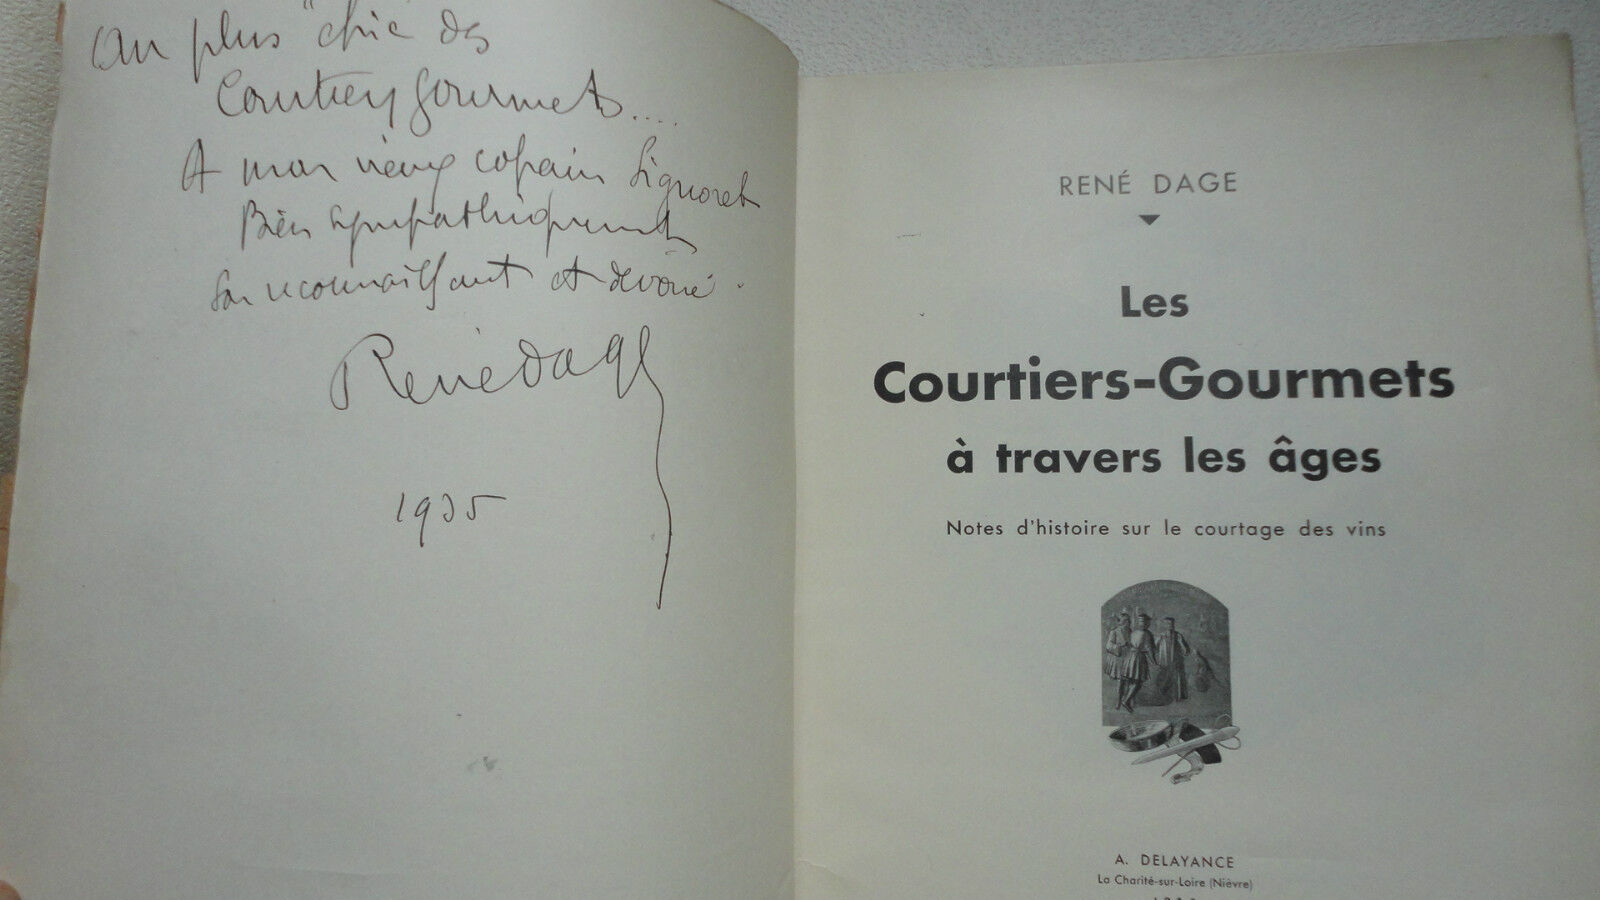 Au plus "chic" des
Courtiers gourmets....
A mon vieux copain Signoret
Bien sympathiquement
Son reconnaissant et dévoué.
René Dage
1935
RENÉ DAGE
Les
Courtiers-Gourmets
à travers les âges
Notes d'histoire sur le courtage des vins
A. DELAYANCE
La Charité-sur-Loire (Nièvre)